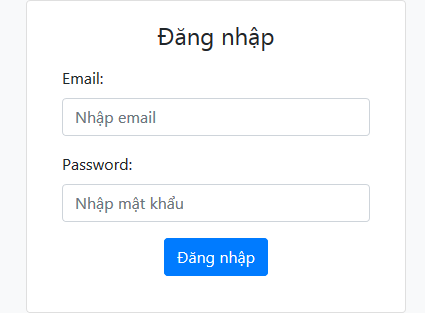 Đăng nhập
Email:
Nhập email
Password:
Nhập mật khẩu
Đăng nhập